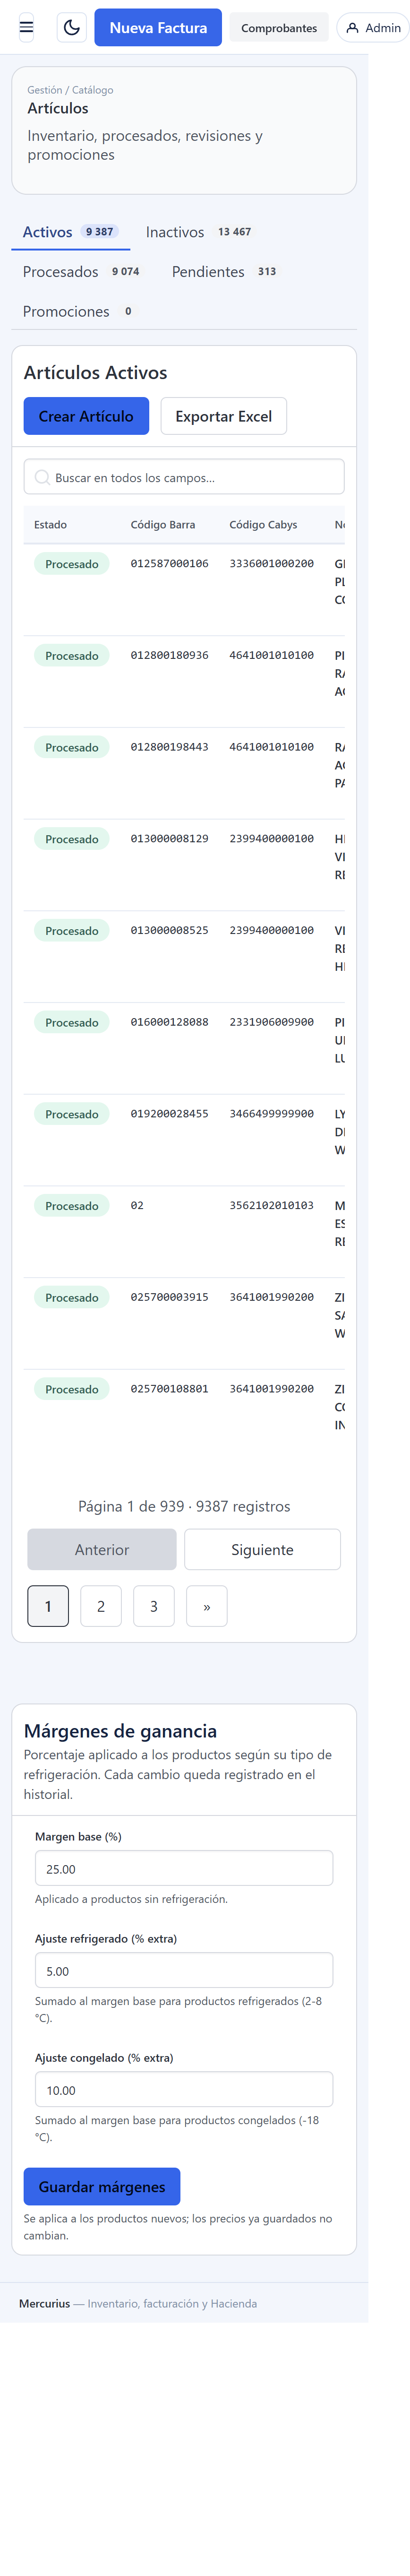 Nueva Factura
Comprobantes
Admin
Gestión / Catálogo
Artículos
Inventario, procesados, revisiones y
promociones
Activos 9 387 Inactivos 13 467
Procesados 9 074 Pendientes 313
Promociones 0
Artículos Activos
Crear Artículo Exportar Excel
Buscar en todos los campos...
Estado Código Barra Código Cabys
Procesado 012587000106 3336001000200
Procesado 012800180936 4641001010100
Procesado 012800198443 4641001010100
Procesado 013000008129 2399400000100
Procesado 013000008525 2399400000100
Procesado 016000128088 2331906009900
Procesado 019200028455 3466499999900
Procesado 02 3562102010103
Procesado 025700003915 3641001990200
Procesado 025700108801 3641001990200
Página 1 de 939 · 9387 registros
Anterior Siguiente
1 2 3 »
Márgenes de ganancia
Porcentaje aplicado a los productos según su tipo de
refrigeración. Cada cambio queda registrado en el
historial.
Margen base (%)
25.00
Aplicado a productos sin refrigeración.
Ajuste refrigerado (% extra)
5.00
Sumado al margen base para productos refrigerados (2-8
°C).
Ajuste congelado (% extra)
10.00
Sumado al margen base para productos congelados (-18
°C).
Guardar márgenes
Se aplica a los productos nuevos; los precios ya guardados no
cambian.
Mercurius — Inventario, facturación y Hacienda